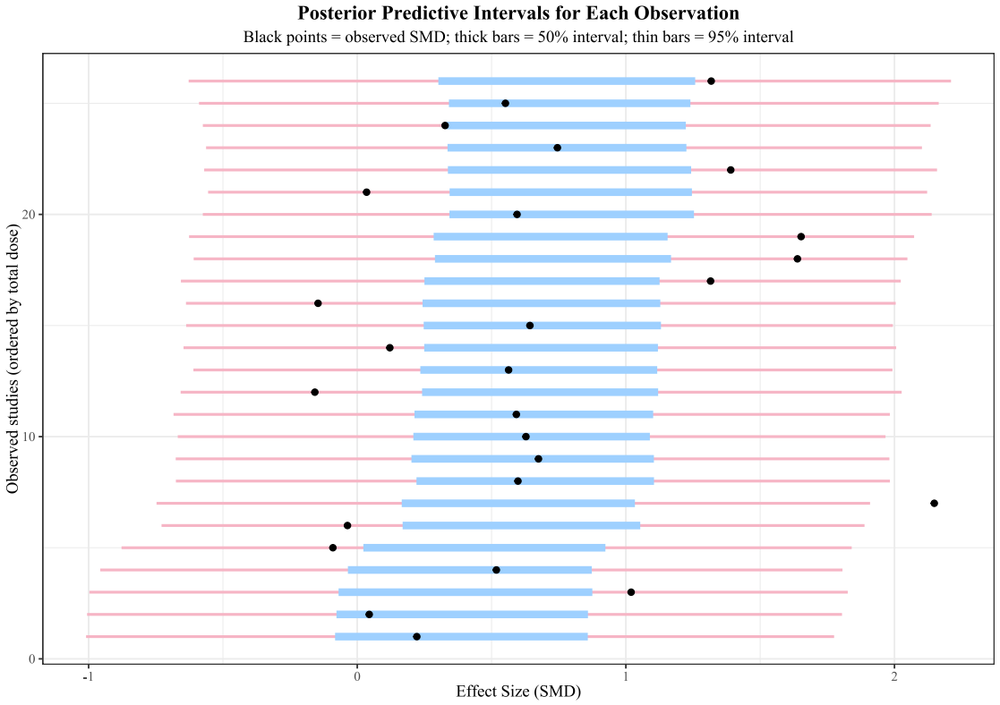 Posterior Predictive Intervals for Each Observation
Black points = observed SMD; thick bars = 50% interval; thin bars = 95% interval
Observed studies (ordered by total dose)
20
10
0
-1
0
1
2
Effect Size (SMD)